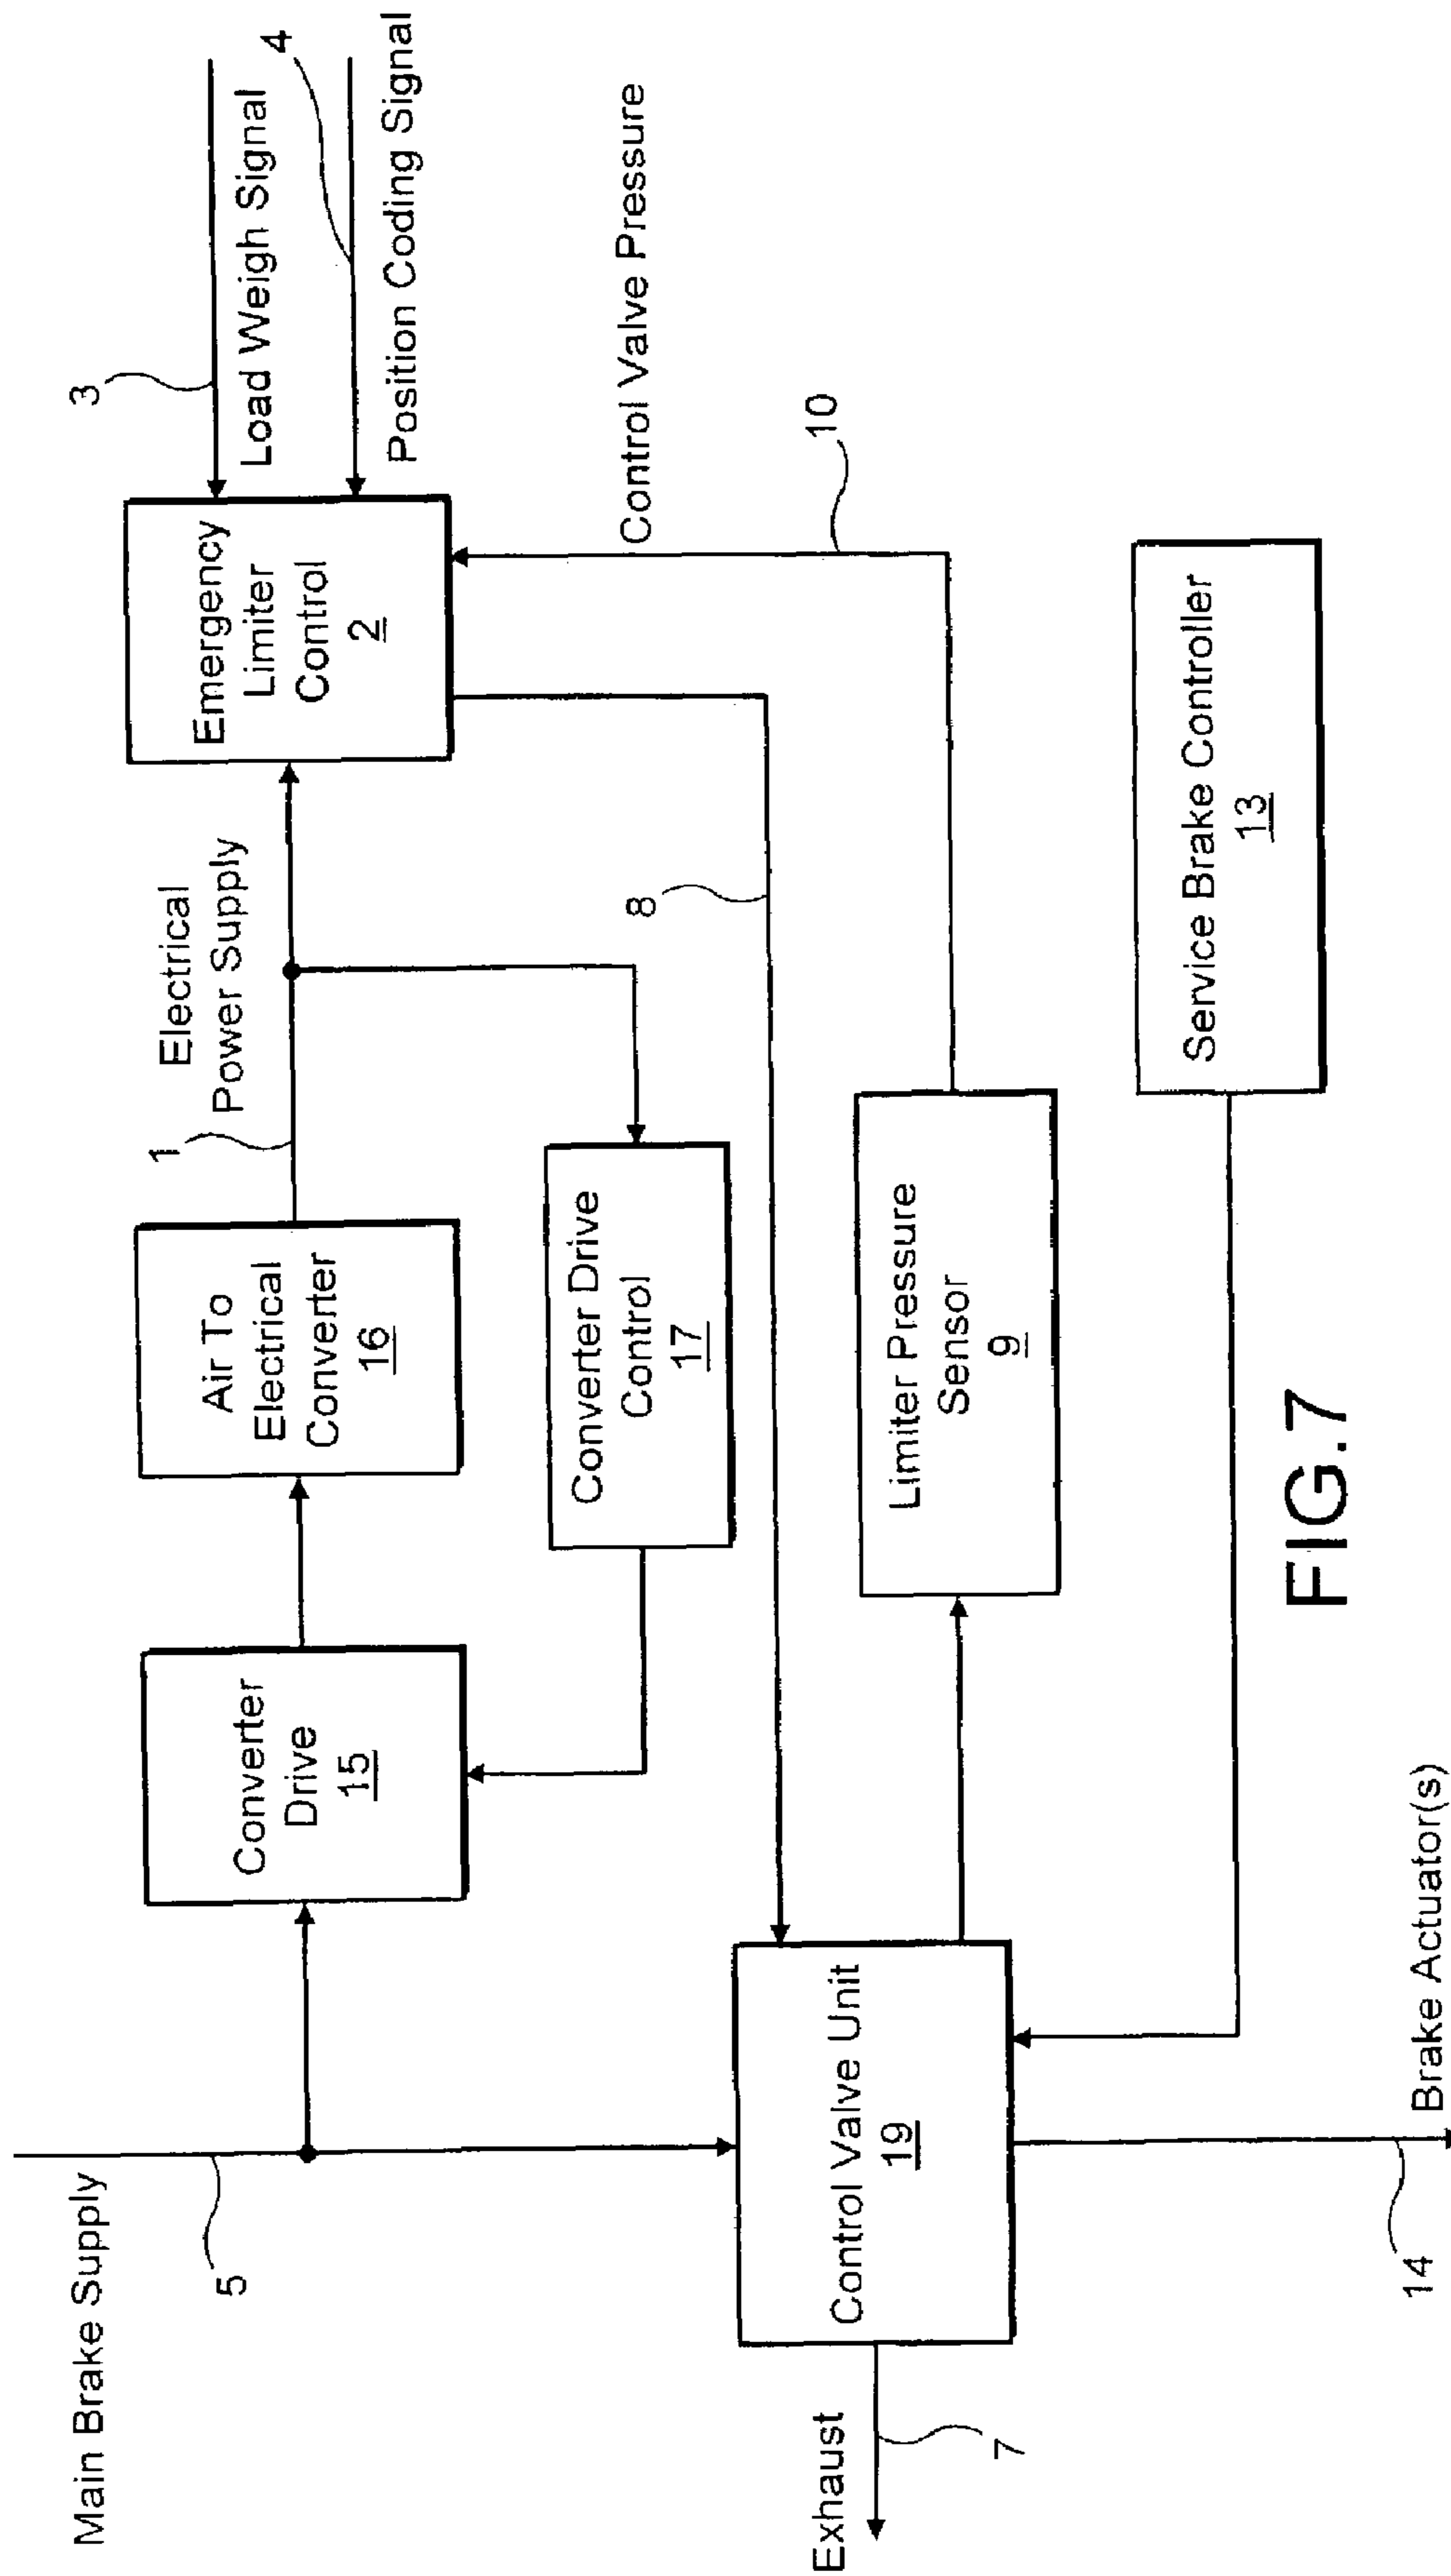 Main Brake Supply
5
Converter
Drive
15
Air To
Electrical
Converter
16
1
Electrical
Power Supply
Emergency
Limiter
Control
2
3
Load Weigh Signal
4
Position Coding Signal
Converter Drive
Control
17
8
Control Valve Pressure
10
Exhaust
7
Control Valve Unit
19
Limiter Pressure
Sensor
9
Service Brake Controller
13
14
Brake Actuator(s)
FIG.7